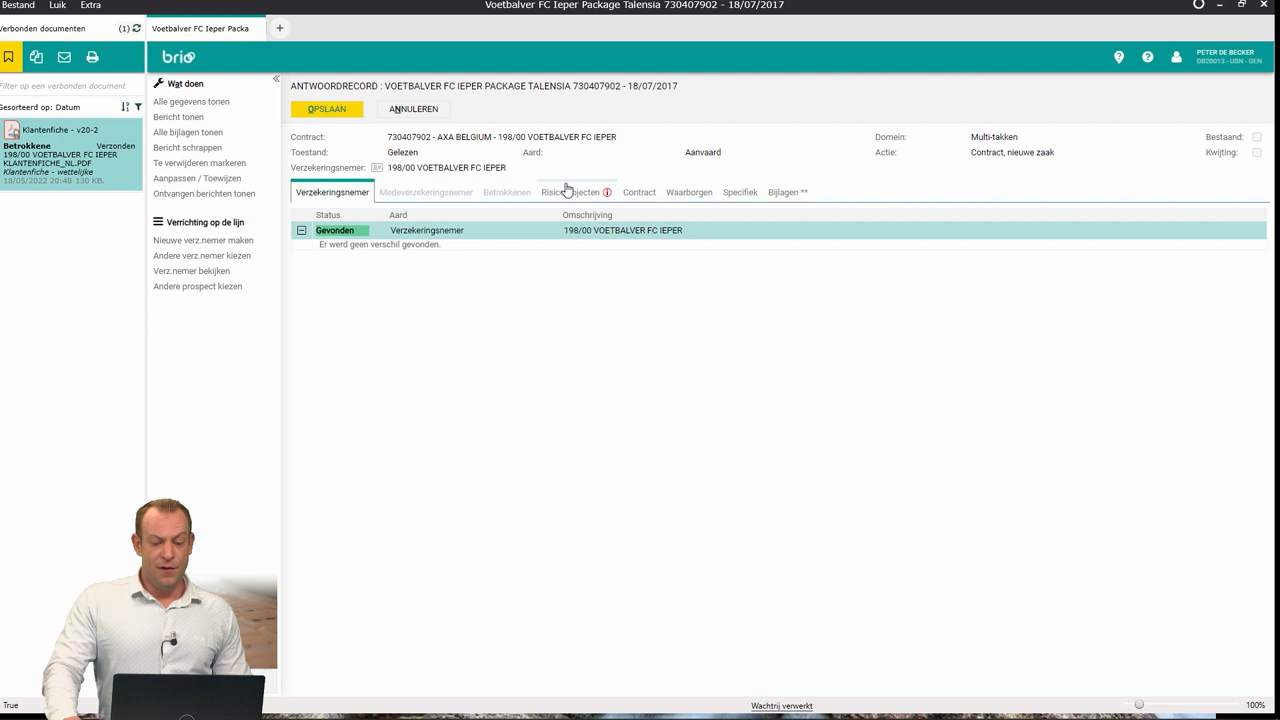 Bestand Luik Extra Voetbalver FC Ieper Package Talensia 730407902 - 18/07/2017
Verbonden documenten (1) Voetbalver FC Ieper Packa +
brio PETER DE BECKER
DB20013 - UBN - GEN
Filter op een verbonden document
Gesorteerd op: Datum
Klantenfiche - v20-2
Betrokkene Verzonden
198/00 VOETBALVER FC IEPER
KLANTENFICHE_NL.PDF
Klantenfiche - wettelijke
18/05/2022 20:48 130 KB.
Wat doen
Alle gegevens tonen
Bericht tonen
Alle bijlagen tonen
Bericht schrappen
Te verwijderen markeren
Aanpassen / Toewijzen
Ontvangen berichten tonen
Verrichting op de lijn
Nieuwe verz.nemer maken
Andere verz.nemer kiezen
Verz.nemer bekijken
Andere prospect kiezen
ANTWOORDRECORD : VOETBALVER FC IEPER PACKAGE TALENSIA 730407902 - 18/07/2017
OPSLAAN ANNULEREN
Contract: 730407902 - AXA BELGIUM - 198/00 VOETBALVER FC IEPER Domein: Multi-takken Bestaand:
Toestand: Gelezen Aard: Aanvaard Actie: Contract, nieuwe zaak Kwijting:
Verzekeringsnemer: 198/00 VOETBALVER FC IEPER
Verzekeringsnemer Medeverzekeringsnemer Betrokkenen Risicoobjecten Contract Waarborgen Specifiek Bijlagen **
Status Aard Omschrijving
Gevonden Verzekeringsnemer 198/00 VOETBALVER FC IEPER
Er werd geen verschil gevonden.
True Wachtrij verwerkt 100%